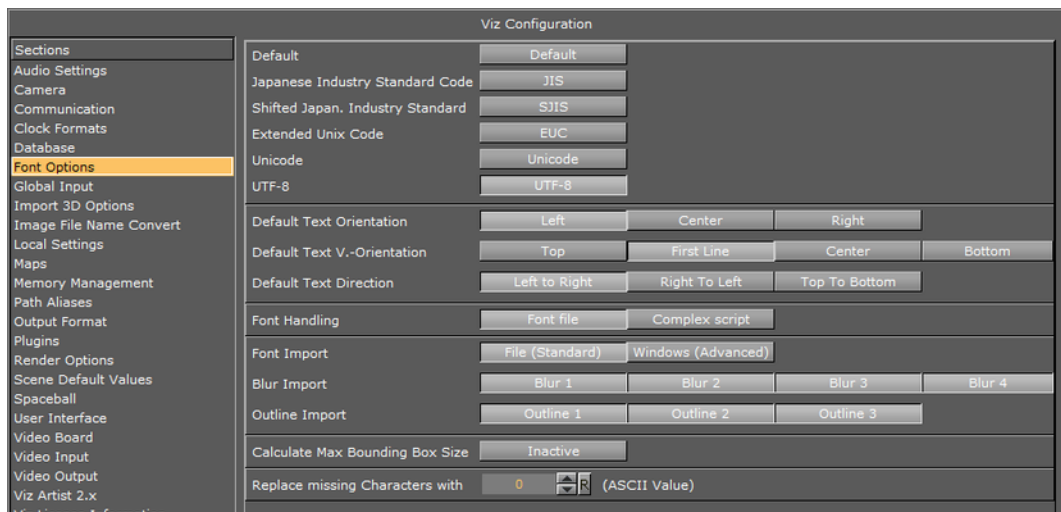 Viz Configuration
Sections
Audio Settings
Camera
Communication
Clock Formats
Database
Font Options
Global Input
Import 3D Options
Image File Name Convert
Local Settings
Maps
Memory Management
Path Aliases
Output Format
Plugins
Render Options
Scene Default Values
Spaceball
User Interface
Video Board
Video Input
Video Output
Viz Artist 2.x
Default Default
Japanese Industry Standard Code JIS
Shifted Japan. Industry Standard SJIS
Extended Unix Code EUC
Unicode Unicode
UTF-8 UTF-8
Default Text Orientation Left Center Right
Default Text V.-Orientation Top First Line Center Bottom
Default Text Direction Left to Right Right To Left Top To Bottom
Font Handling Font file Complex script
Font Import File (Standard) Windows (Advanced)
Blur Import Blur 1 Blur 2 Blur 3 Blur 4
Outline Import Outline 1 Outline 2 Outline 3
Calculate Max Bounding Box Size Inactive
Replace missing Characters with 0 R (ASCII Value)